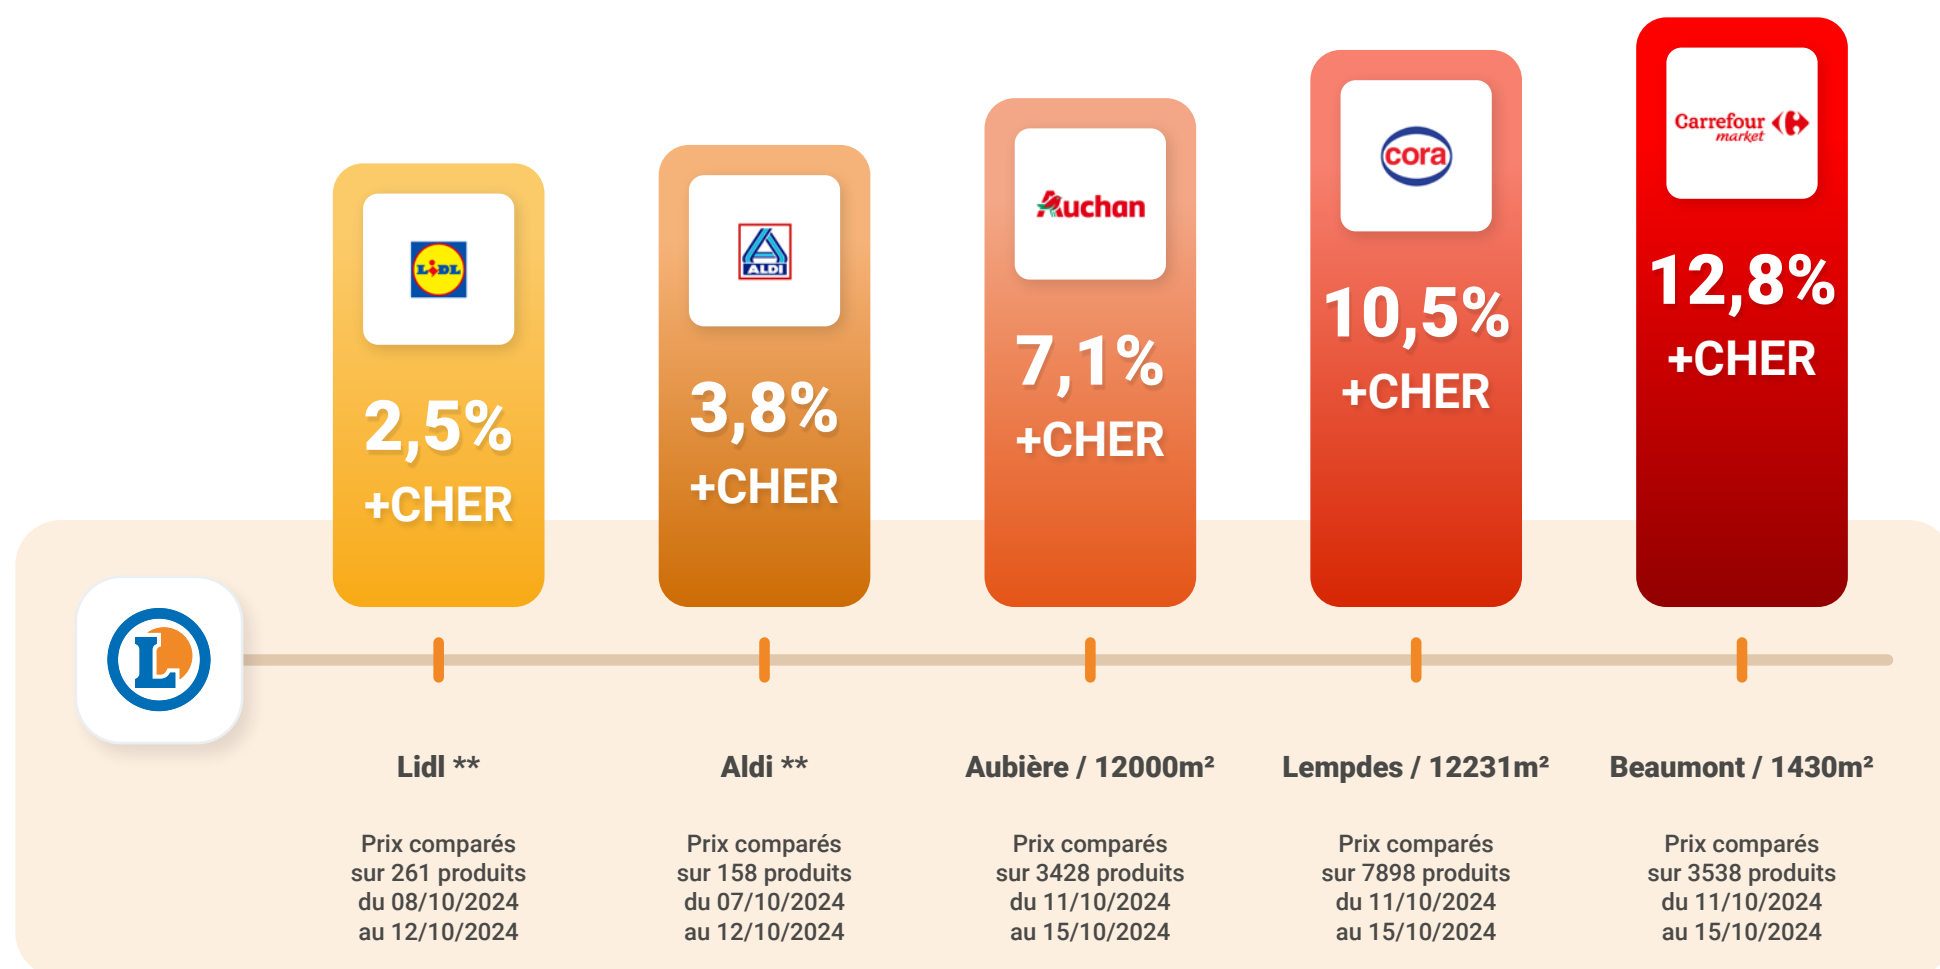 LIDL
2,5%
+CHER
ALDI
3,8%
+CHER
Auchan
7,1%
+CHER
cora
10,5%
+CHER
Carrefour
market
12,8%
+CHER
L
Lidl **
Prix comparés
sur 261 produits
du 08/10/2024
au 12/10/2024
Aldi **
Prix comparés
sur 158 produits
du 07/10/2024
au 12/10/2024
Aubière / 12000m²
Prix comparés
sur 3428 produits
du 11/10/2024
au 15/10/2024
Lempdes / 12231m²
Prix comparés
sur 7898 produits
du 11/10/2024
au 15/10/2024
Beaumont / 1430m²
Prix comparés
sur 3538 produits
du 11/10/2024
au 15/10/2024